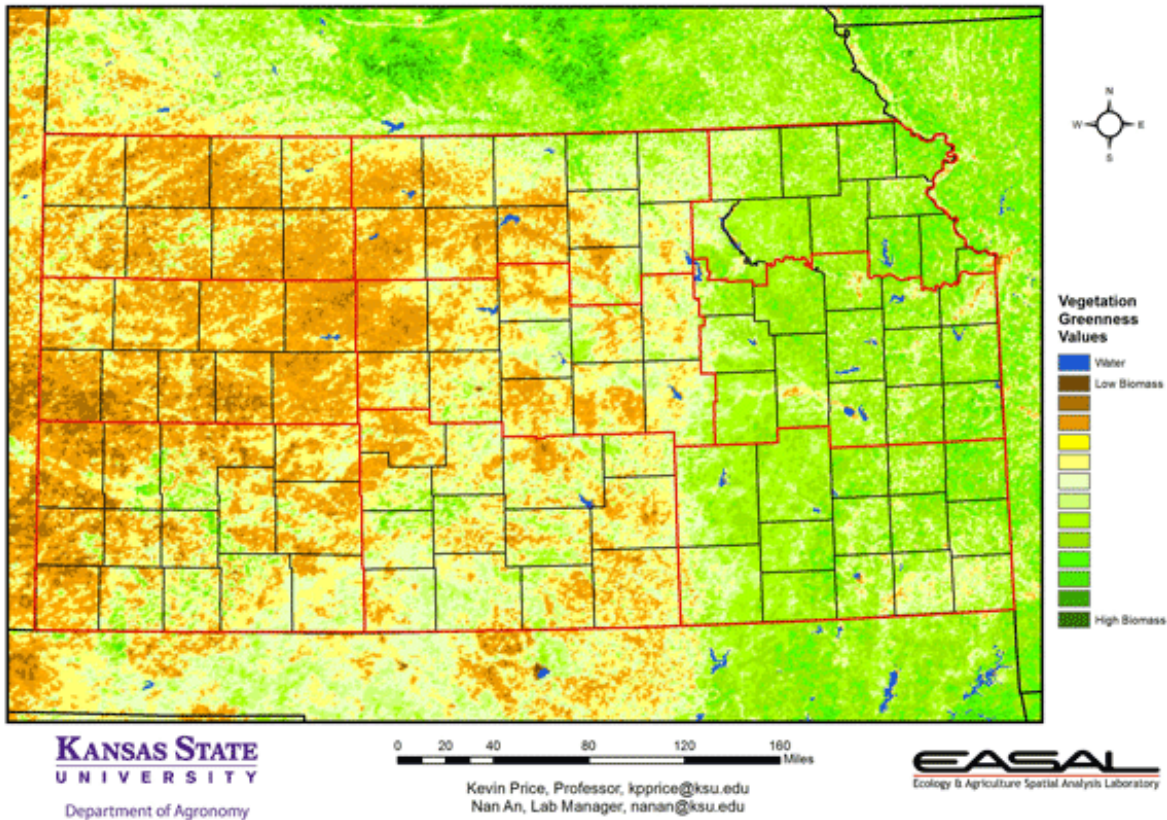 N
W E
S
Vegetation
Greenness
Values
Water
Low Biomass
High Biomass
KANSAS STATE
UNIVERSITY
Department of Agronomy
0 20 40 80 120 160
Miles
Kevin Price, Professor, kpprice@ksu.edu
Nan An, Lab Manager, nanan@ksu.edu
EASAL
Ecology & Agriculture Spatial Analysis Laboratory